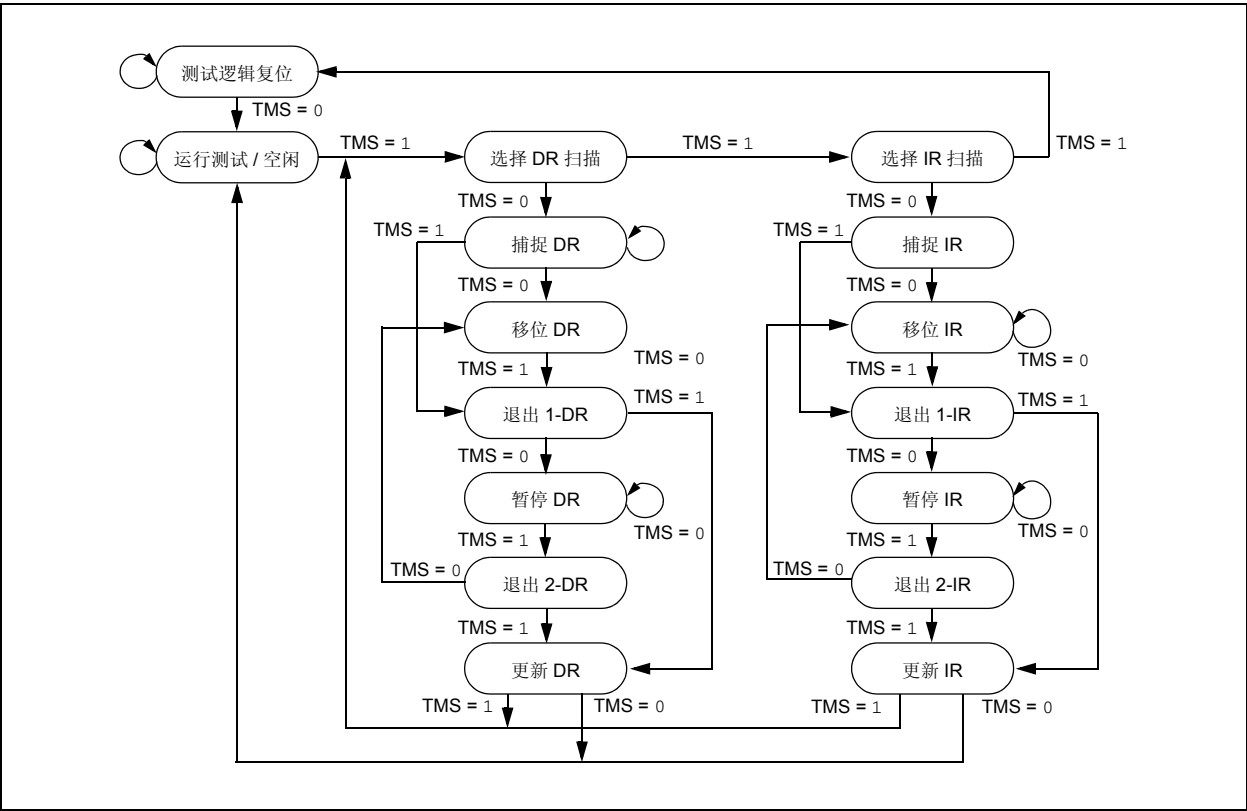 测试逻辑复位
TMS = 0
运行测试 / 空闲
TMS = 1
选择 DR 扫描
TMS = 1
选择 IR 扫描
TMS = 1
TMS = 0
TMS = 0
TMS = 1
捕捉 DR
TMS = 1
捕捉 IR
TMS = 0
TMS = 0
移位 DR
移位 IR
TMS = 1
TMS = 0
TMS = 1
TMS = 0
退出 1-DR
TMS = 1
退出 1-IR
TMS = 1
TMS = 0
TMS = 0
暂停 DR
暂停 IR
TMS = 1
TMS = 0
TMS = 1
TMS = 0
TMS = 0
退出 2-DR
TMS = 0
退出 2-IR
TMS = 1
TMS = 1
更新 DR
更新 IR
TMS = 1
TMS = 0
TMS = 1
TMS = 0